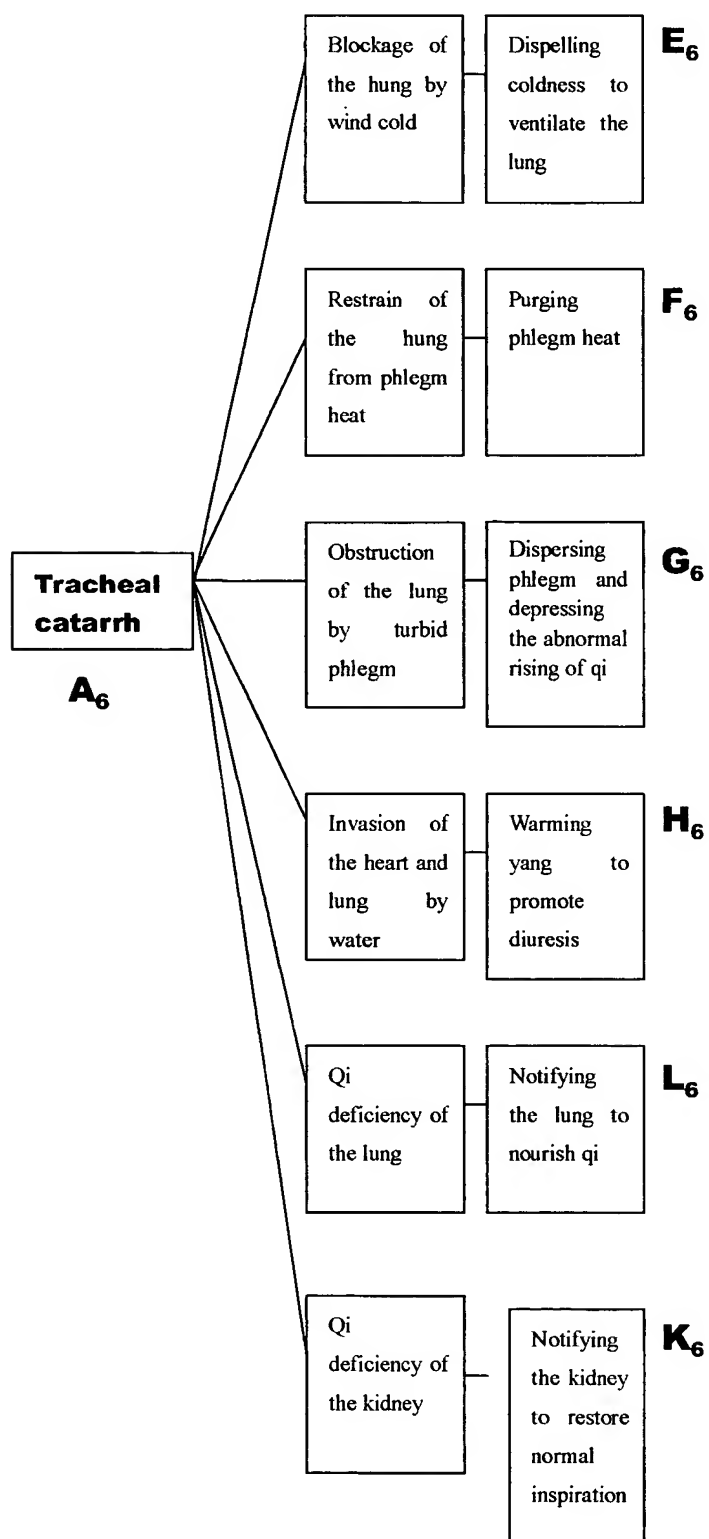 Blockage of
the hung by
wind cold
Dispelling
coldness to
ventilate the
lung
E6
Restrain of
the hung
from phlegm
heat
Purging
phlegm heat
F6
Tracheal
catarrh
A6
Obstruction
of the lung
by turbid
phlegm
Dispersing
phlegm and
depressing
the abnormal
rising of qi
G6
Invasion of
the heart and
lung by
water
Warming
yang to
promote
diuresis
H6
Qi
deficiency of
the lung
Notifying
the lung to
nourish qi
L6
Qi
deficiency of
the kidney
Notifying
the kidney
to restore
normal
inspiration
K6